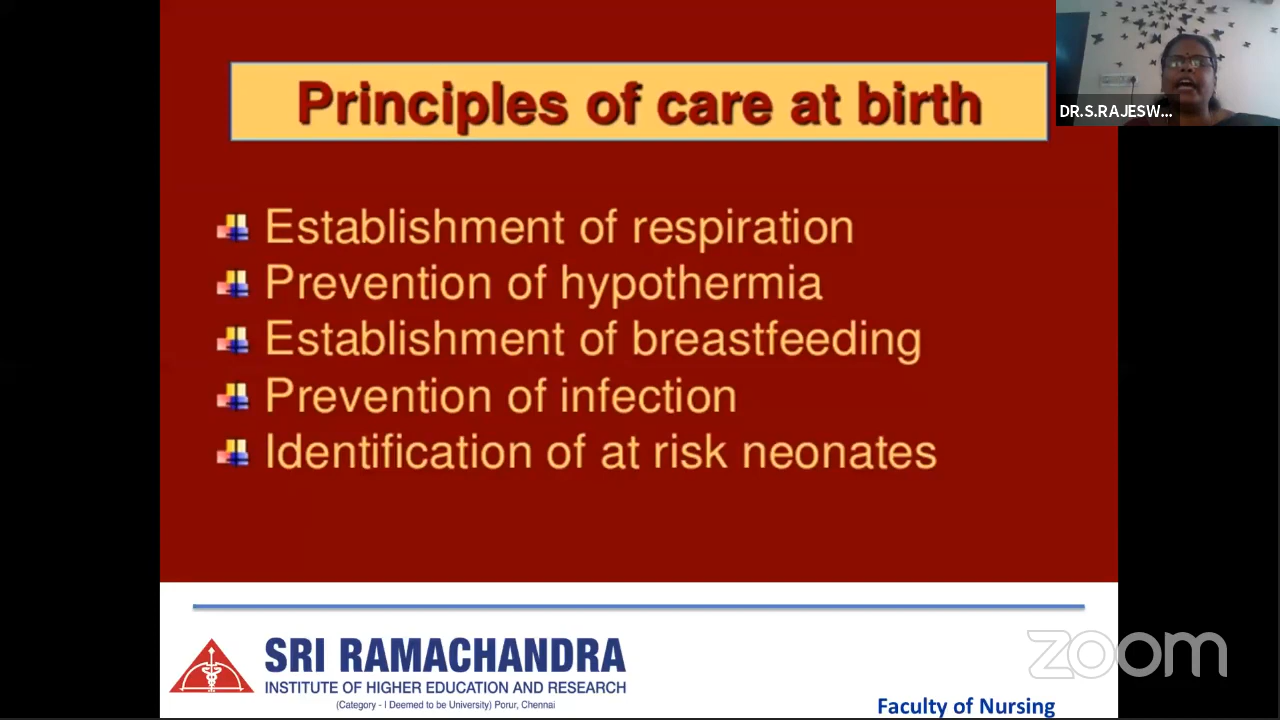 Principles of care at birth
DR.S.RAJESW...
Establishment of respiration
Prevention of hypothermia
Establishment of breastfeeding
Prevention of infection
Identification of at risk neonates
SRI RAMACHANDRA
INSTITUTE OF HIGHER EDUCATION AND RESEARCH
(Category - I Deemed to be University) Porur, Chennai
zoom
Faculty of Nursing